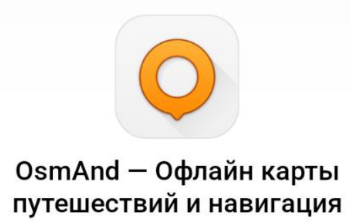 OsmAnd — Офлайн карты
путешествий и навигация